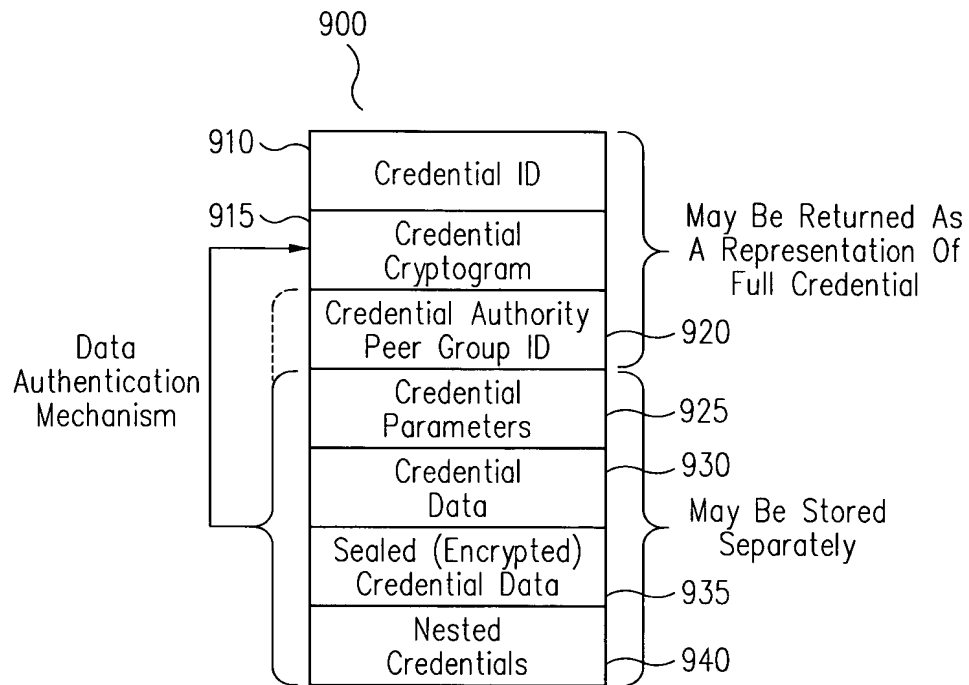 900
910
Credential ID
915
Credential
Cryptogram
May Be Returned As
A Representation Of
Full Credential
Credential Authority
Peer Group ID
920
Data
Authentication
Mechanism
Credential
Parameters
925
Credential
Data
930
May Be Stored
Separately
Sealed (Encrypted)
Credential Data
935
Nested
Credentials
940